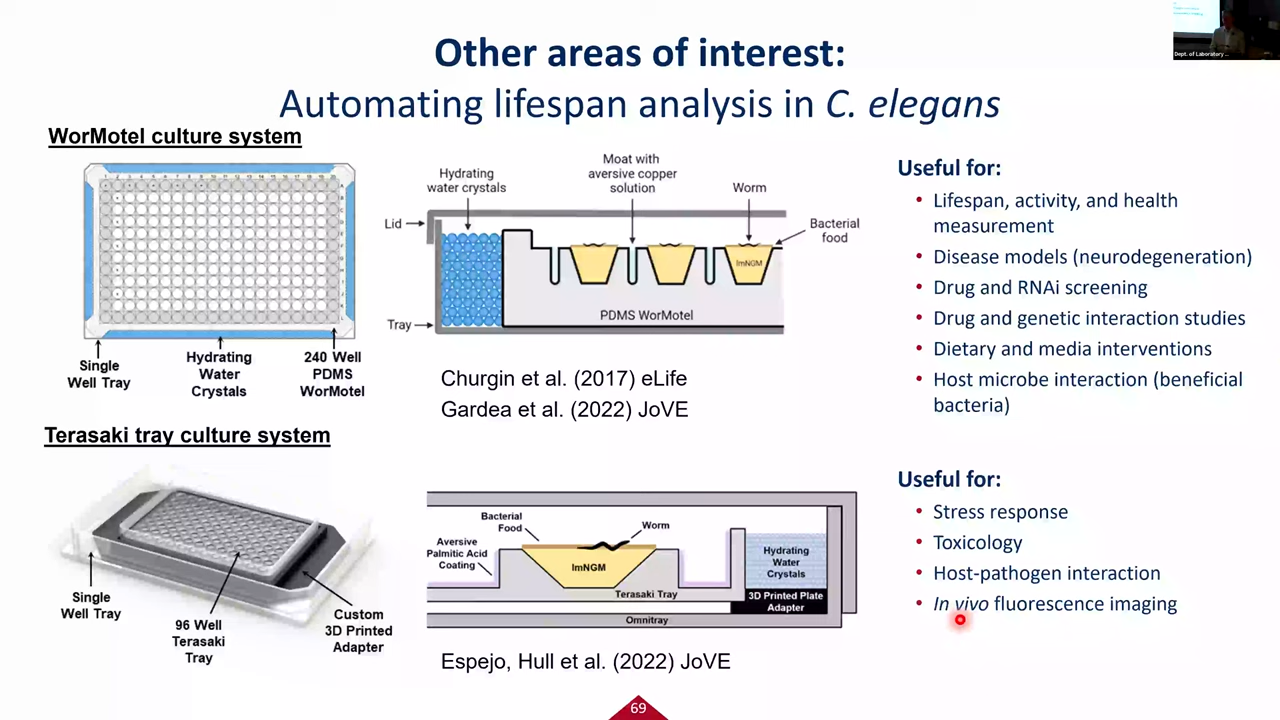 Dept. of Laboratory ...
Other areas of interest:
Automating lifespan analysis in C. elegans
WorMotel culture system
Single
Well Tray
Hydrating
Water
Crystals
240 Well
PDMS
WorMotel
Hydrating
water crystals
Moat with
aversive copper
solution
Worm
Lid
Bacterial
food
lmNGM
PDMS WorMotel
Tray
Churgin et al. (2017) eLife
Gardea et al. (2022) JoVE
Useful for:
• Lifespan, activity, and health
measurement
• Disease models (neurodegeneration)
• Drug and RNAi screening
• Drug and genetic interaction studies
• Dietary and media interventions
• Host microbe interaction (beneficial
bacteria)
Terasaki tray culture system
Single
Well Tray
96 Well
Terasaki
Tray
Custom
3D Printed
Adapter
Bacterial
Food
Worm
Aversive
Palmitic Acid
Coating
lmNGM
Terasaki Tray
Hydrating
Water
Crystals
3D Printed Plate
Adapter
Omnitray
Espejo, Hull et al. (2022) JoVE
Useful for:
• Stress response
• Toxicology
• Host-pathogen interaction
• In vivo fluorescence imaging
69